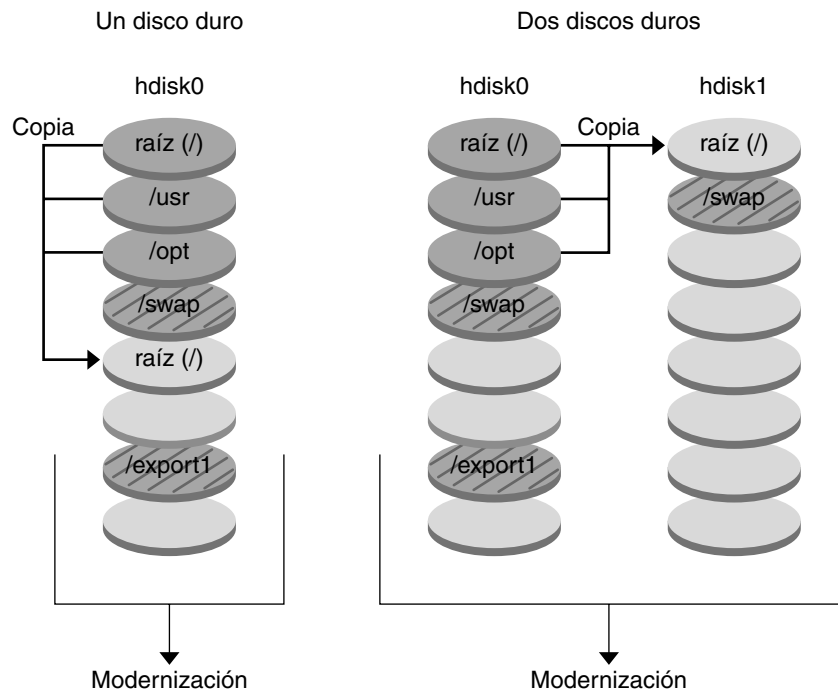 Un disco duro
hdisk0
Copia
raíz (/)
/usr
/opt
/swap
raíz (/)
/export1
Modernización
Dos discos duros
hdisk0
hdisk1
raíz (/)
Copia
raíz (/)
/usr
/swap
/opt
/swap
/export1
Modernización